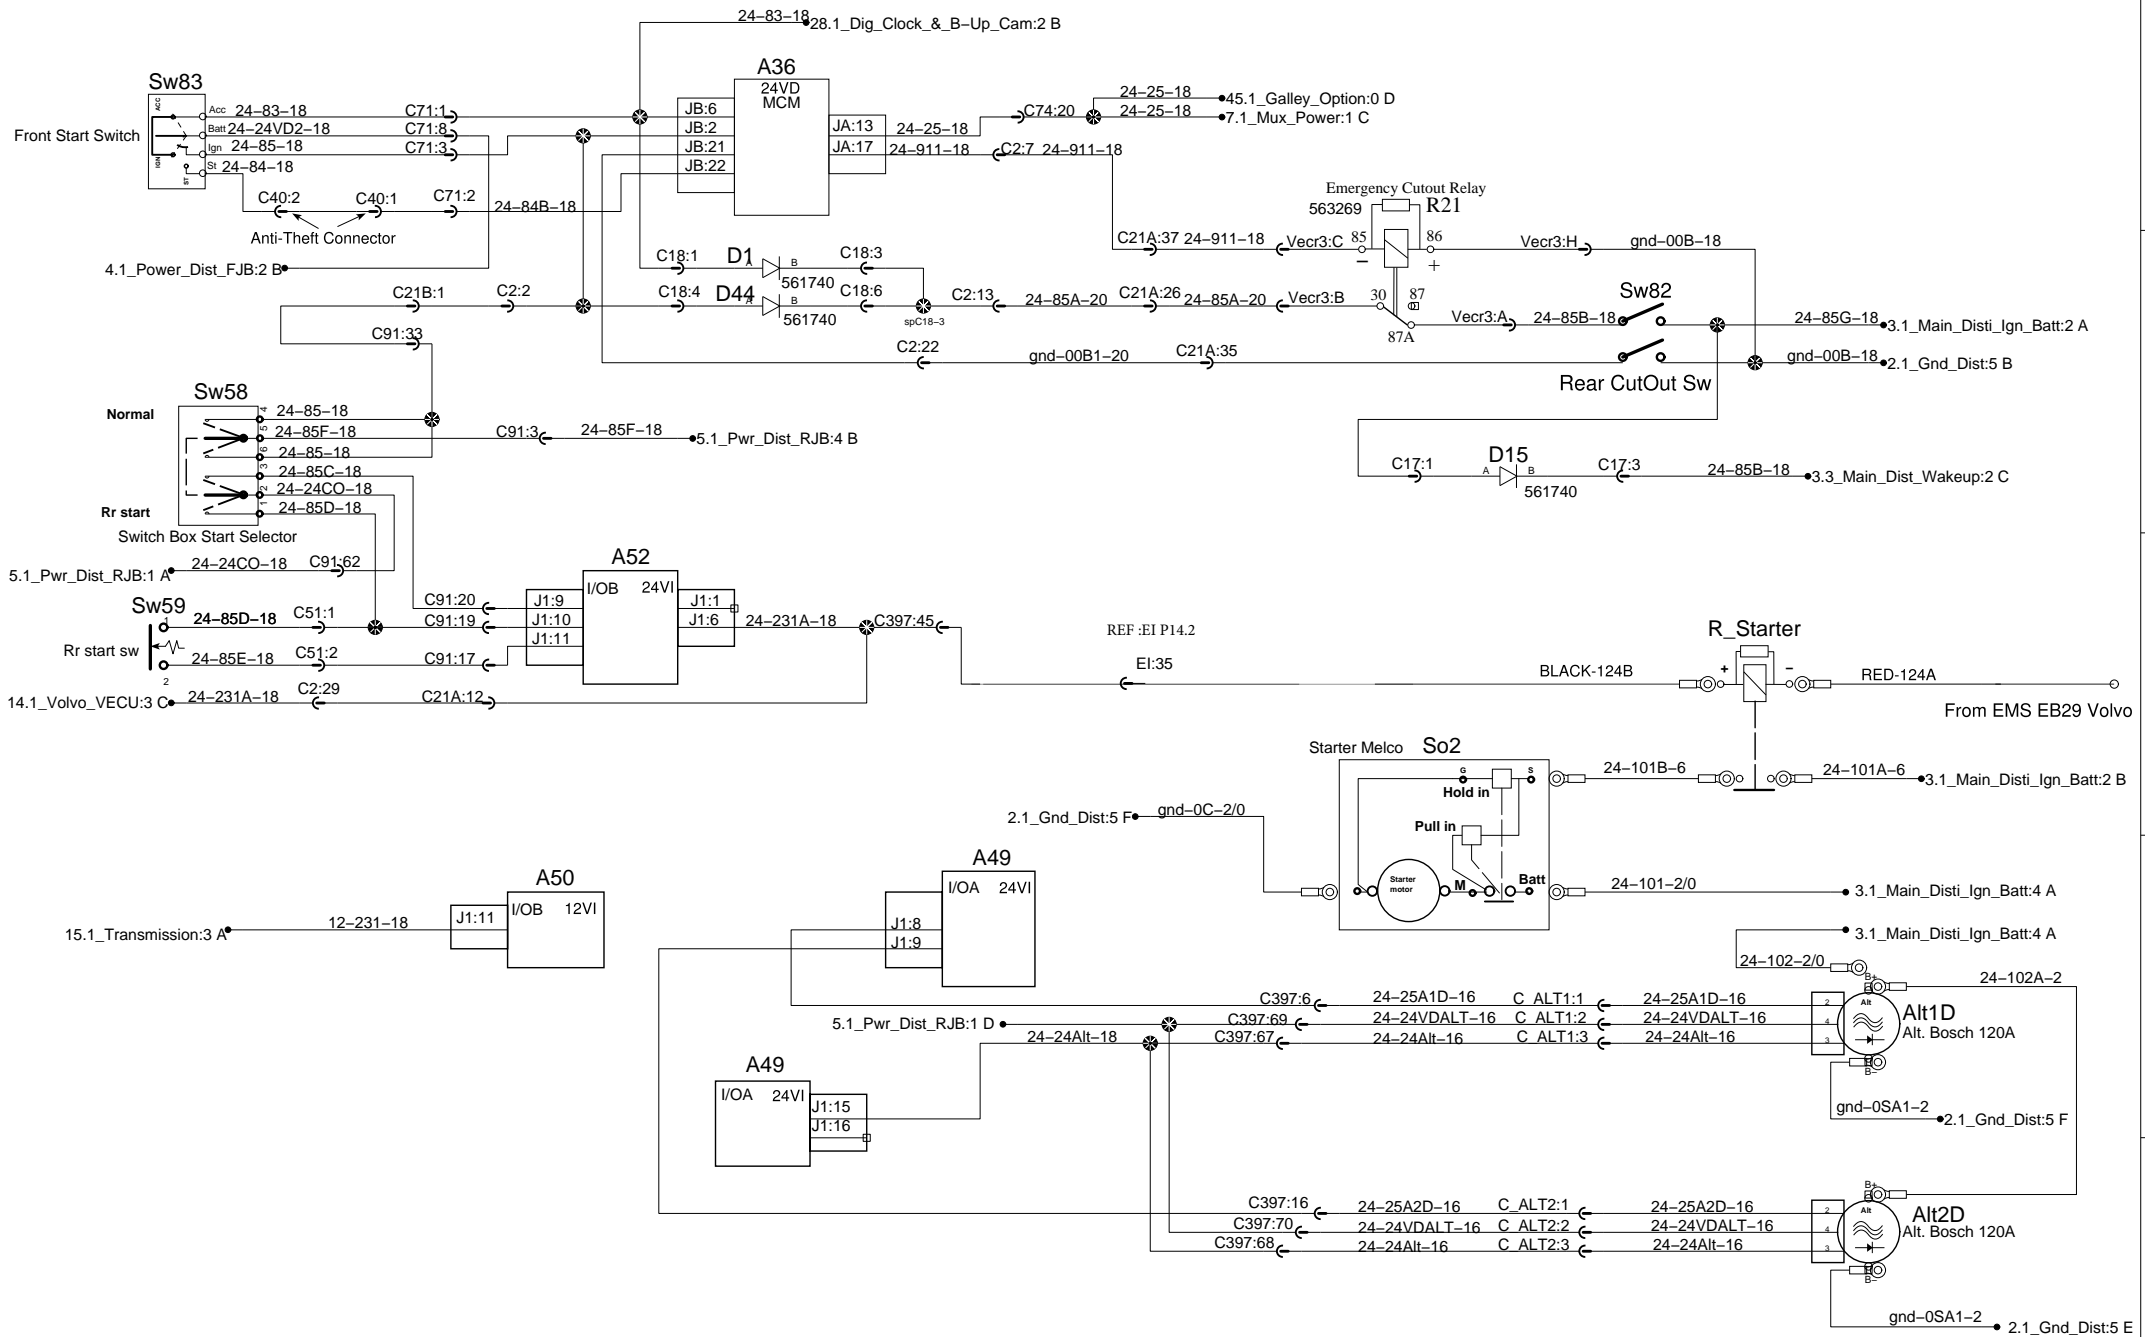 24-83-18
28.1_Dig_Clock_&_B-Up_Cam:2 B
Sw83
A36
24VD
MCM
ACC
IGN
ST
Front Start Switch
Acc 24-83-18 C71:1
Batt 24-24VD2-18 C71:8
Ign 24-85-18 C71:3
St 24-84-18
JB:6
JB:2
JB:21
JB:22
JA:13 24-25-18 C74:20
JA:17 24-911-18 C2:7 24-911-18
24-25-18 45.1_Galley_Option:0 D
24-25-18 7.1_Mux_Power:1 C
C40:2 C40:1 C71:2 24-84B-18
Anti-Theft Connector
Emergency Cutout Relay
563269 R21
C21A:37 24-911-18 Vecr3:C 85 86 Vecr3:H gnd-00B-18
− +
4.1_Power_Dist_FJB:2 B
C18:1 D1 A B C18:3
561740
C21B:1 C2:2 C18:4 D44 A B C18:6 C2:13 24-85A-20 C21A:26 24-85A-20 Vecr3:B 30 87
561740
spC18-3
87A
Vecr3:A 24-85B-18 Sw82 24-85G-18 3.1_Main_Disti_Ign_Batt:2 A
C91:33
C2:22 gnd-00B1-20 C21A:35 gnd-00B-18 2.1_Gnd_Dist:5 B
Rear CutOut Sw
Sw58
Normal
4 24-85-18
5 24-85F-18 C91:3 24-85F-18 5.1_Pwr_Dist_RJB:4 B
6 24-85-18
3 24-85C-18
2 24-24CO-18
1 24-85D-18
Rr start
Switch Box Start Selector
C17:1 A D15 B C17:3 24-85B-18 3.3_Main_Dist_Wakeup:2 C
561740
5.1_Pwr_Dist_RJB:1 A 24-24CO-18 C91:62
A52
I/OB 24VI
Sw59
C91:20 J1:9 J1:1
1 24-85D-18 C51:1 C91:19 J1:10 J1:6 24-231A-18 C397:45
J1:11
Rr start sw
24-85E-18 C51:2 C91:17
2
14.1_Volvo_VECU:3 C 24-231A-18 C2:29 C21A:12
REF :EI P14.2
EI:35
BLACK-124B
R_Starter
+ −
RED-124A
From EMS EB29 Volvo
Starter Melco So2
G S
Hold in
24-101B-6 24-101A-6 3.1_Main_Disti_Ign_Batt:2 B
2.1_Gnd_Dist:5 F gnd-0C-2/0
Pull in
Starter
motor
M
Batt
24-101-2/0 3.1_Main_Disti_Ign_Batt:4 A
A50
I/OB 12VI
15.1_Transmission:3 A 12-231-18 J1:11
A49
I/OA 24VI
J1:8
J1:9
3.1_Main_Disti_Ign_Batt:4 A
24-102-2/0
B+ 24-102A-2
C397:6 24-25A1D-16 C_ALT1:1 24-25A1D-16 2
5.1_Pwr_Dist_RJB:1 D C397:69 24-24VDALT-16 C_ALT1:2 24-24VDALT-16 4
24-24Alt-18 C397:67 24-24Alt-16 C_ALT1:3 24-24Alt-16 3
Alt
Alt1D
Alt. Bosch 120A
B−
A49
I/OA 24VI
J1:15
J1:16
gnd-0SA1-2
2.1_Gnd_Dist:5 F
B+
C397:16 24-25A2D-16 C_ALT2:1 24-25A2D-16 2
C397:70 24-24VDALT-16 C_ALT2:2 24-24VDALT-16 4
C397:68 24-24Alt-16 C_ALT2:3 24-24Alt-16 3
Alt
Alt2D
Alt. Bosch 120A
B−
gnd-0SA1-2
2.1_Gnd_Dist:5 E